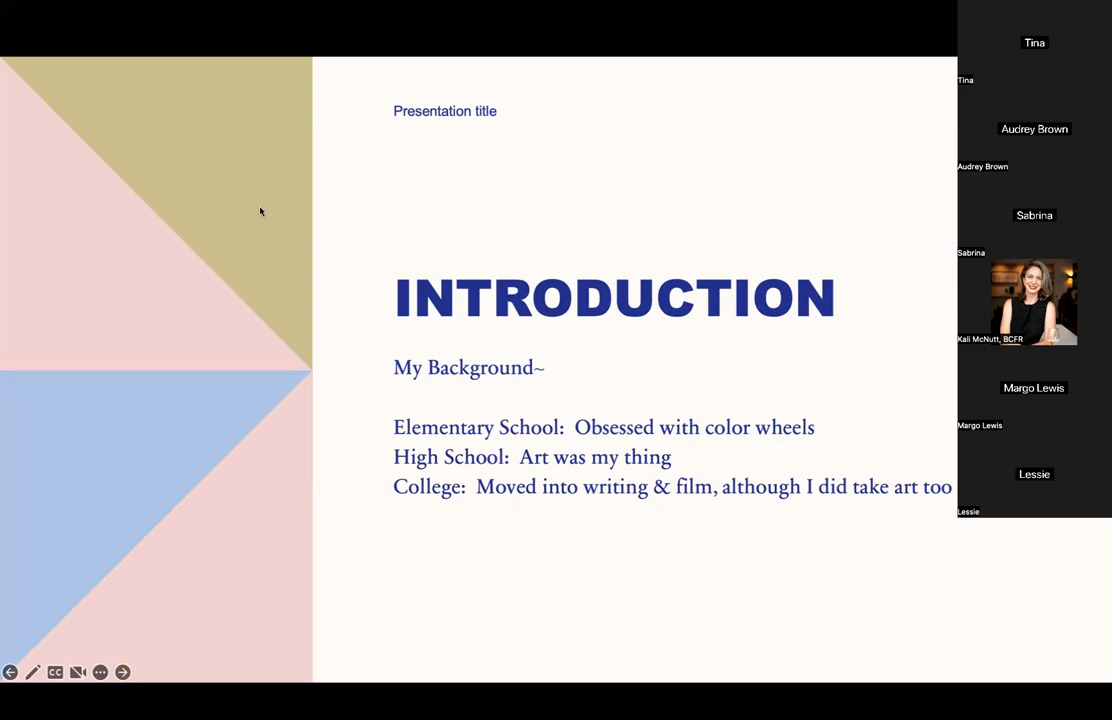 Presentation title
INTRODUCTION
My Background~
Elementary School:  Obsessed with color wheels
High School:  Art was my thing
College:  Moved into writing & film, although I did take art too
CC
Tina
Tina
Audrey Brown
Audrey Brown
Sabrina
Sabrina
Kali McNutt, BCFR
Margo Lewis
Margo Lewis
Lessie
Lessie